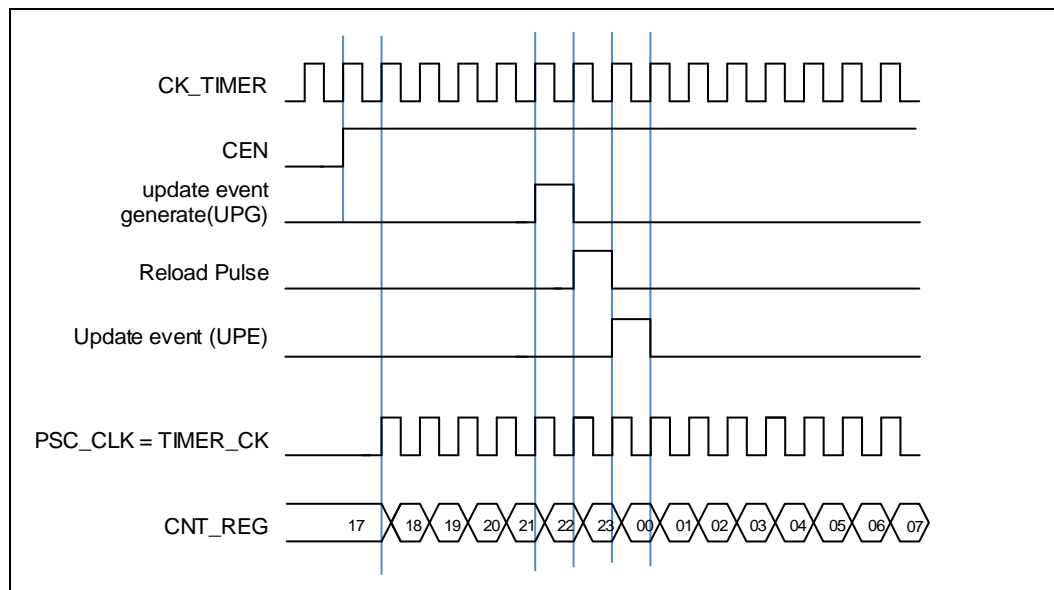 CK_TIMER
CEN
update event
generate(UPG)
Reload Pulse
Update event (UPE)
PSC_CLK = TIMER_CK
CNT_REG 17 18 19 20 21 22 23 00 01 02 03 04 05 06 07